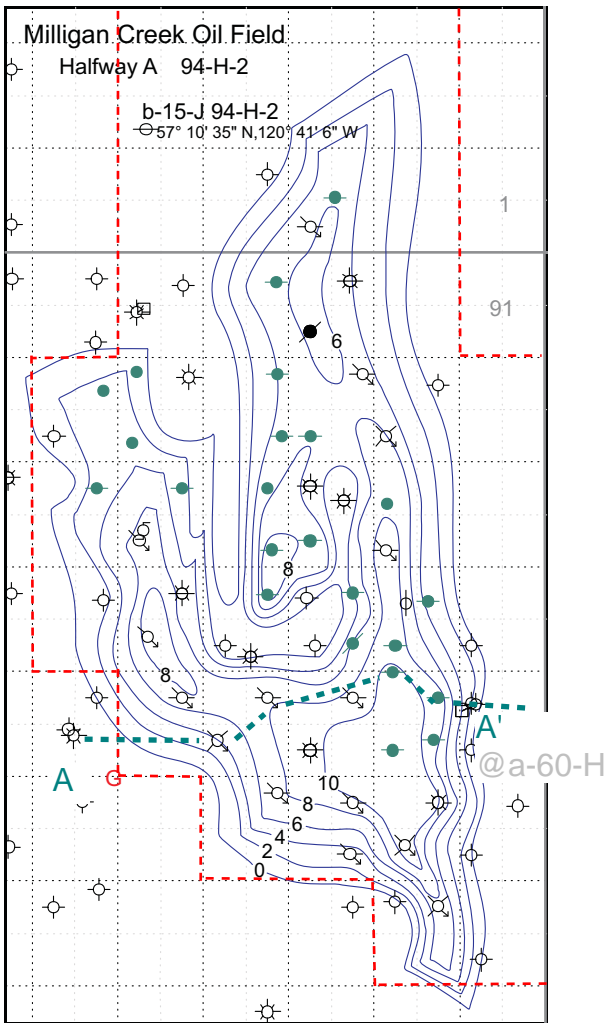 Milligan Creek Oil Field
Halfway A 94-H-2
b-15-J 94-H-2
57° 10' 35" N,120° 41' 6" W
1
91
6
8
8
A'
@a-60-H
A
G
10
8
6
4
2
0